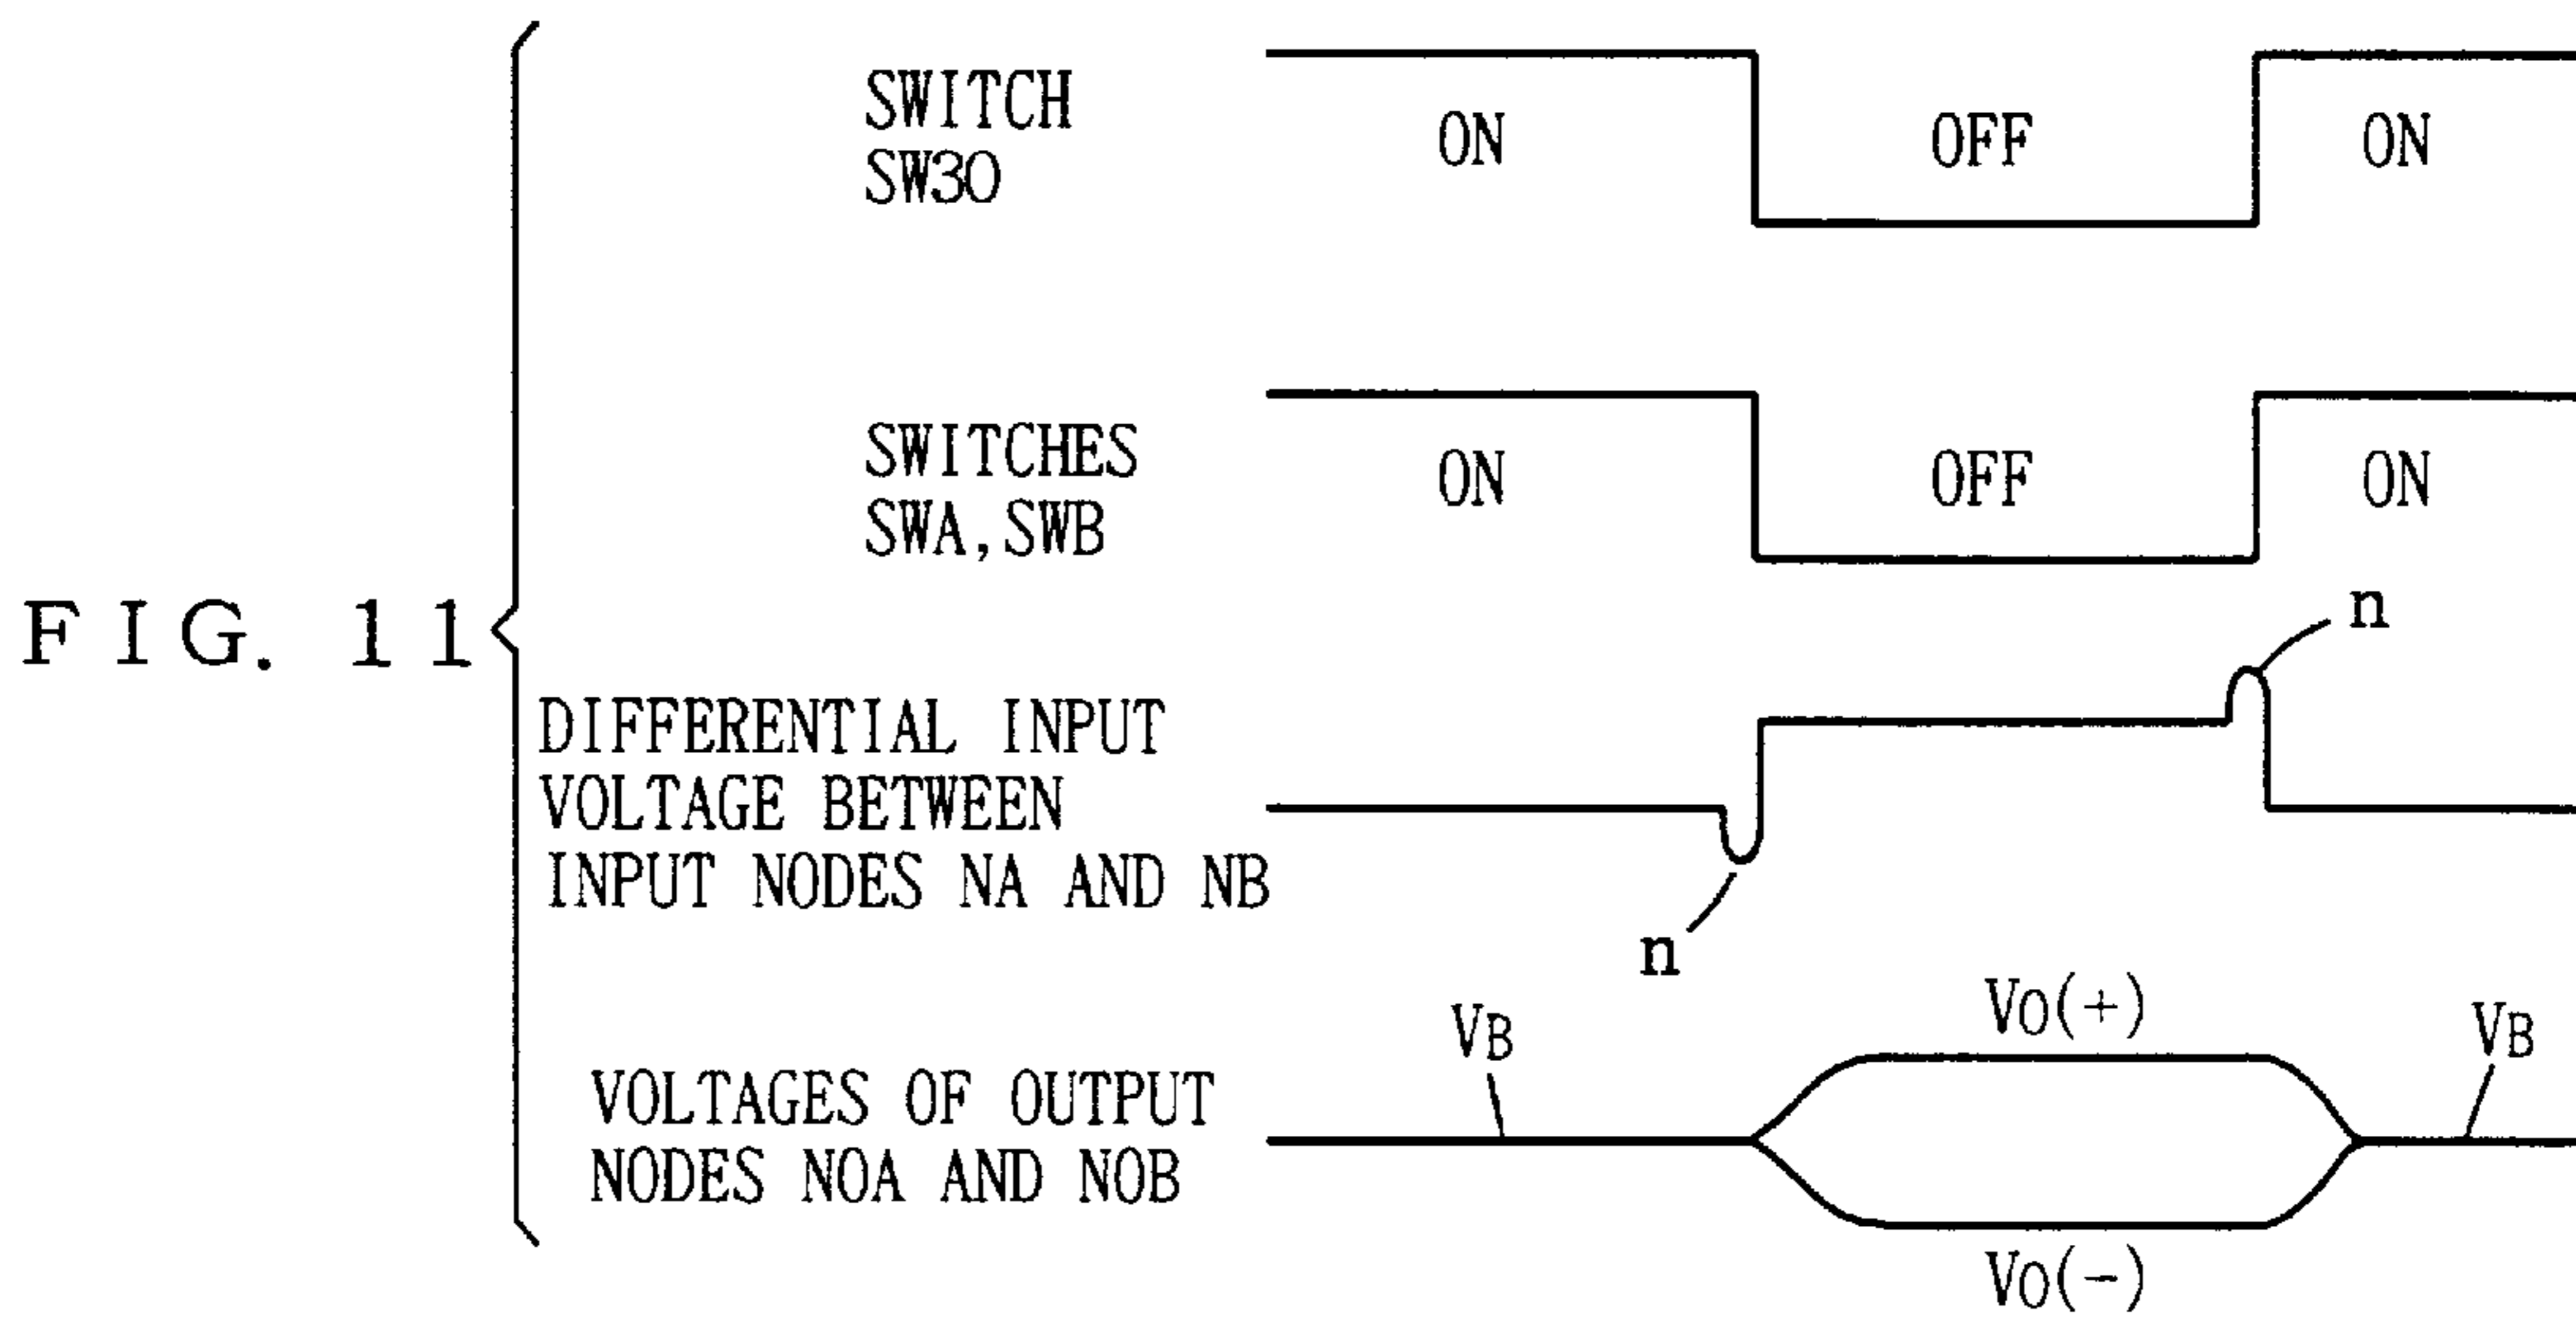 FIG. 11
SWITCH
SW30
ON OFF ON
SWITCHES
SWA, SWB
ON OFF ON
n
DIFFERENTIAL INPUT
VOLTAGE BETWEEN
INPUT NODES NA AND NB
n
VB VO(+) VB
VOLTAGES OF OUTPUT
NODES NOA AND NOB
VO(-)